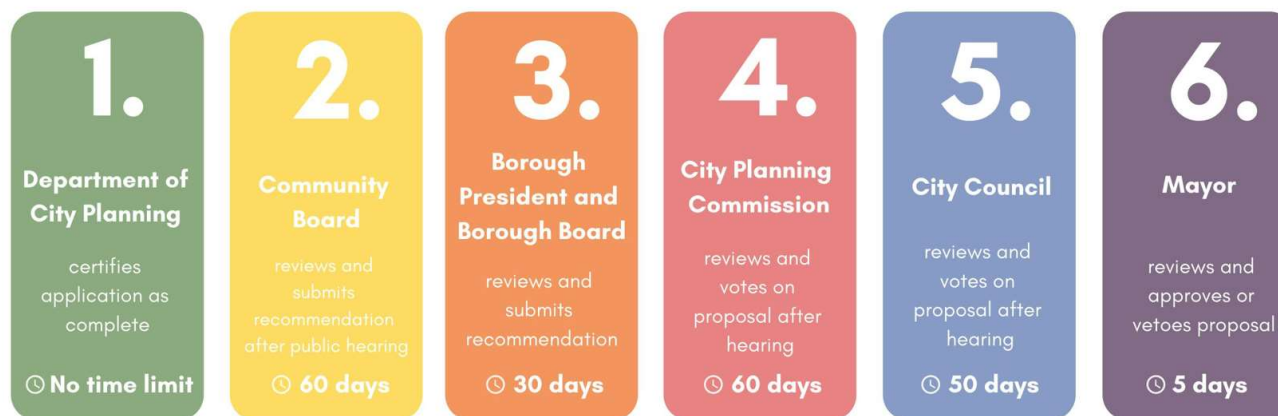 1.
Department of
City Planning
certifies
application as
complete
No time limit
2.
Community
Board
reviews and
submits
recommendation
after public hearing
60 days
3.
Borough
President and
Borough Board
reviews and
submits
recommendation
30 days
4.
City Planning
Commission
reviews and
votes on
proposal after
hearing
60 days
5.
City Council
reviews and
votes on
proposal after
hearing
50 days
6.
Mayor
reviews and
approves or
vetoes proposal
5 days